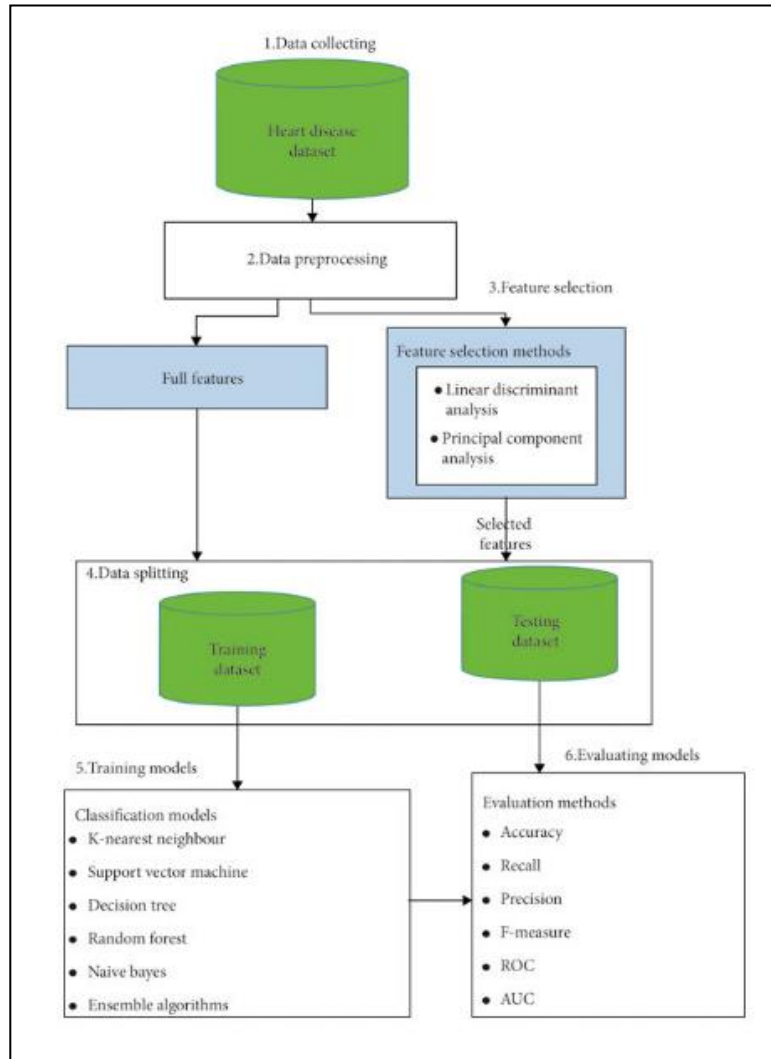 1.Data collecting
Heart disease
dataset
2.Data preprocessing
3.Feature selection
Full features
Feature selection methods
● Linear discriminant
analysis
● Principal component
analysis
Selected
features
4.Data splitting
Training
dataset
Testing
dataset
5.Training models
Classification models
● K-nearest neighbour
● Support vector machine
● Decision tree
● Random forest
● Naive bayes
● Ensemble algorithms
6.Evaluating models
Evaluation methods
● Accuracy
● Recall
● Precision
● F-measure
● ROC
● AUC